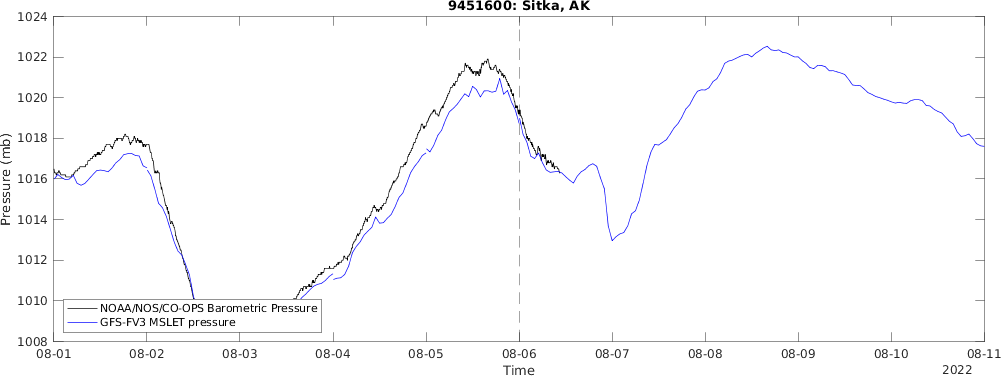 9451600: Sitka, AK
Pressure (mb)
1024
1022
1020
1018
1016
1014
1012
1010
1008
NOAA/NOS/CO-OPS Barometric Pressure
GFS-FV3 MSLET pressure
08-01 08-02 08-03 08-04 08-05 08-06 08-07 08-08 08-09 08-10 08-11
Time
2022